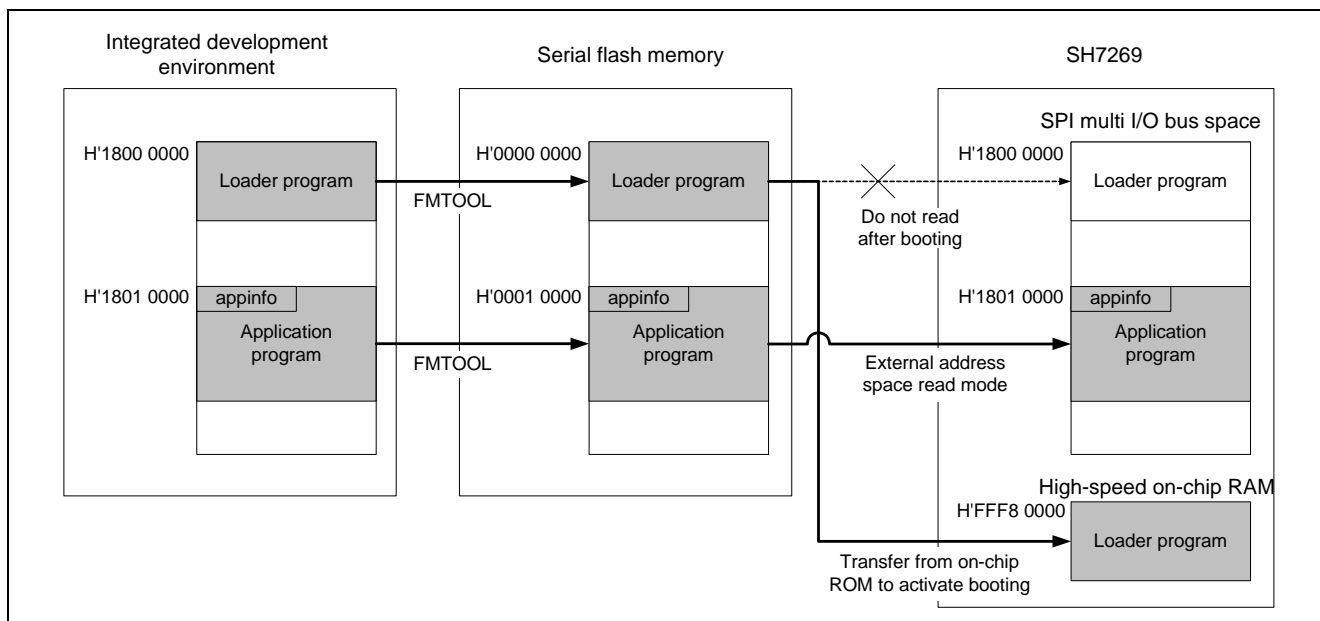 Integrated development
environment
H'1800 0000
Loader program
H'1801 0000
appinfo
Application
program
FMTOOL
FMTOOL
Serial flash memory
H'0000 0000
Loader program
H'0001 0000
appinfo
Application
program
Do not read
after booting
External address
space read mode
Transfer from on-chip
ROM to activate booting
SH7269
SPI multi I/O bus space
H'1800 0000
Loader program
H'1801 0000
appinfo
Application
program
High-speed on-chip RAM
H'FFF8 0000
Loader program